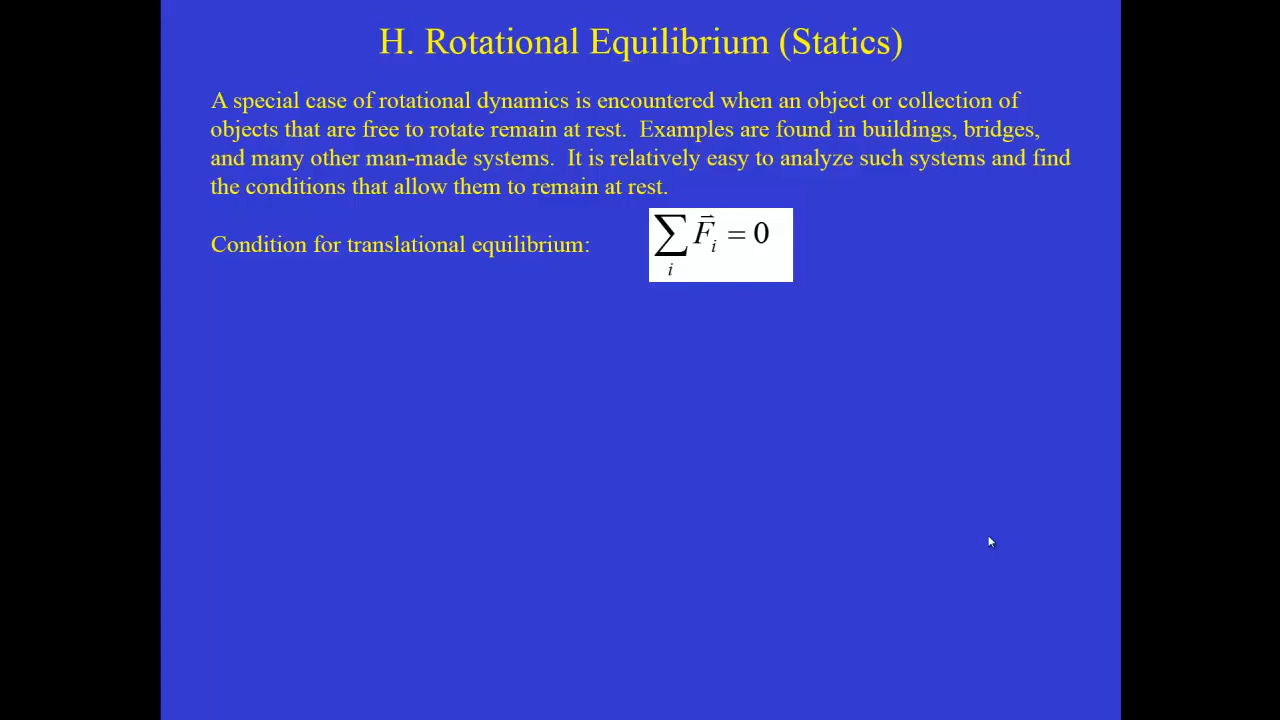 H. Rotational Equilibrium (Statics)
A special case of rotational dynamics is encountered when an object or collection of
objects that are free to rotate remain at rest.  Examples are found in buildings, bridges,
and many other man-made systems.  It is relatively easy to analyze such systems and find
the conditions that allow them to remain at rest.
Condition for translational equilibrium: $\sum_{i} \vec{F}_i = 0$